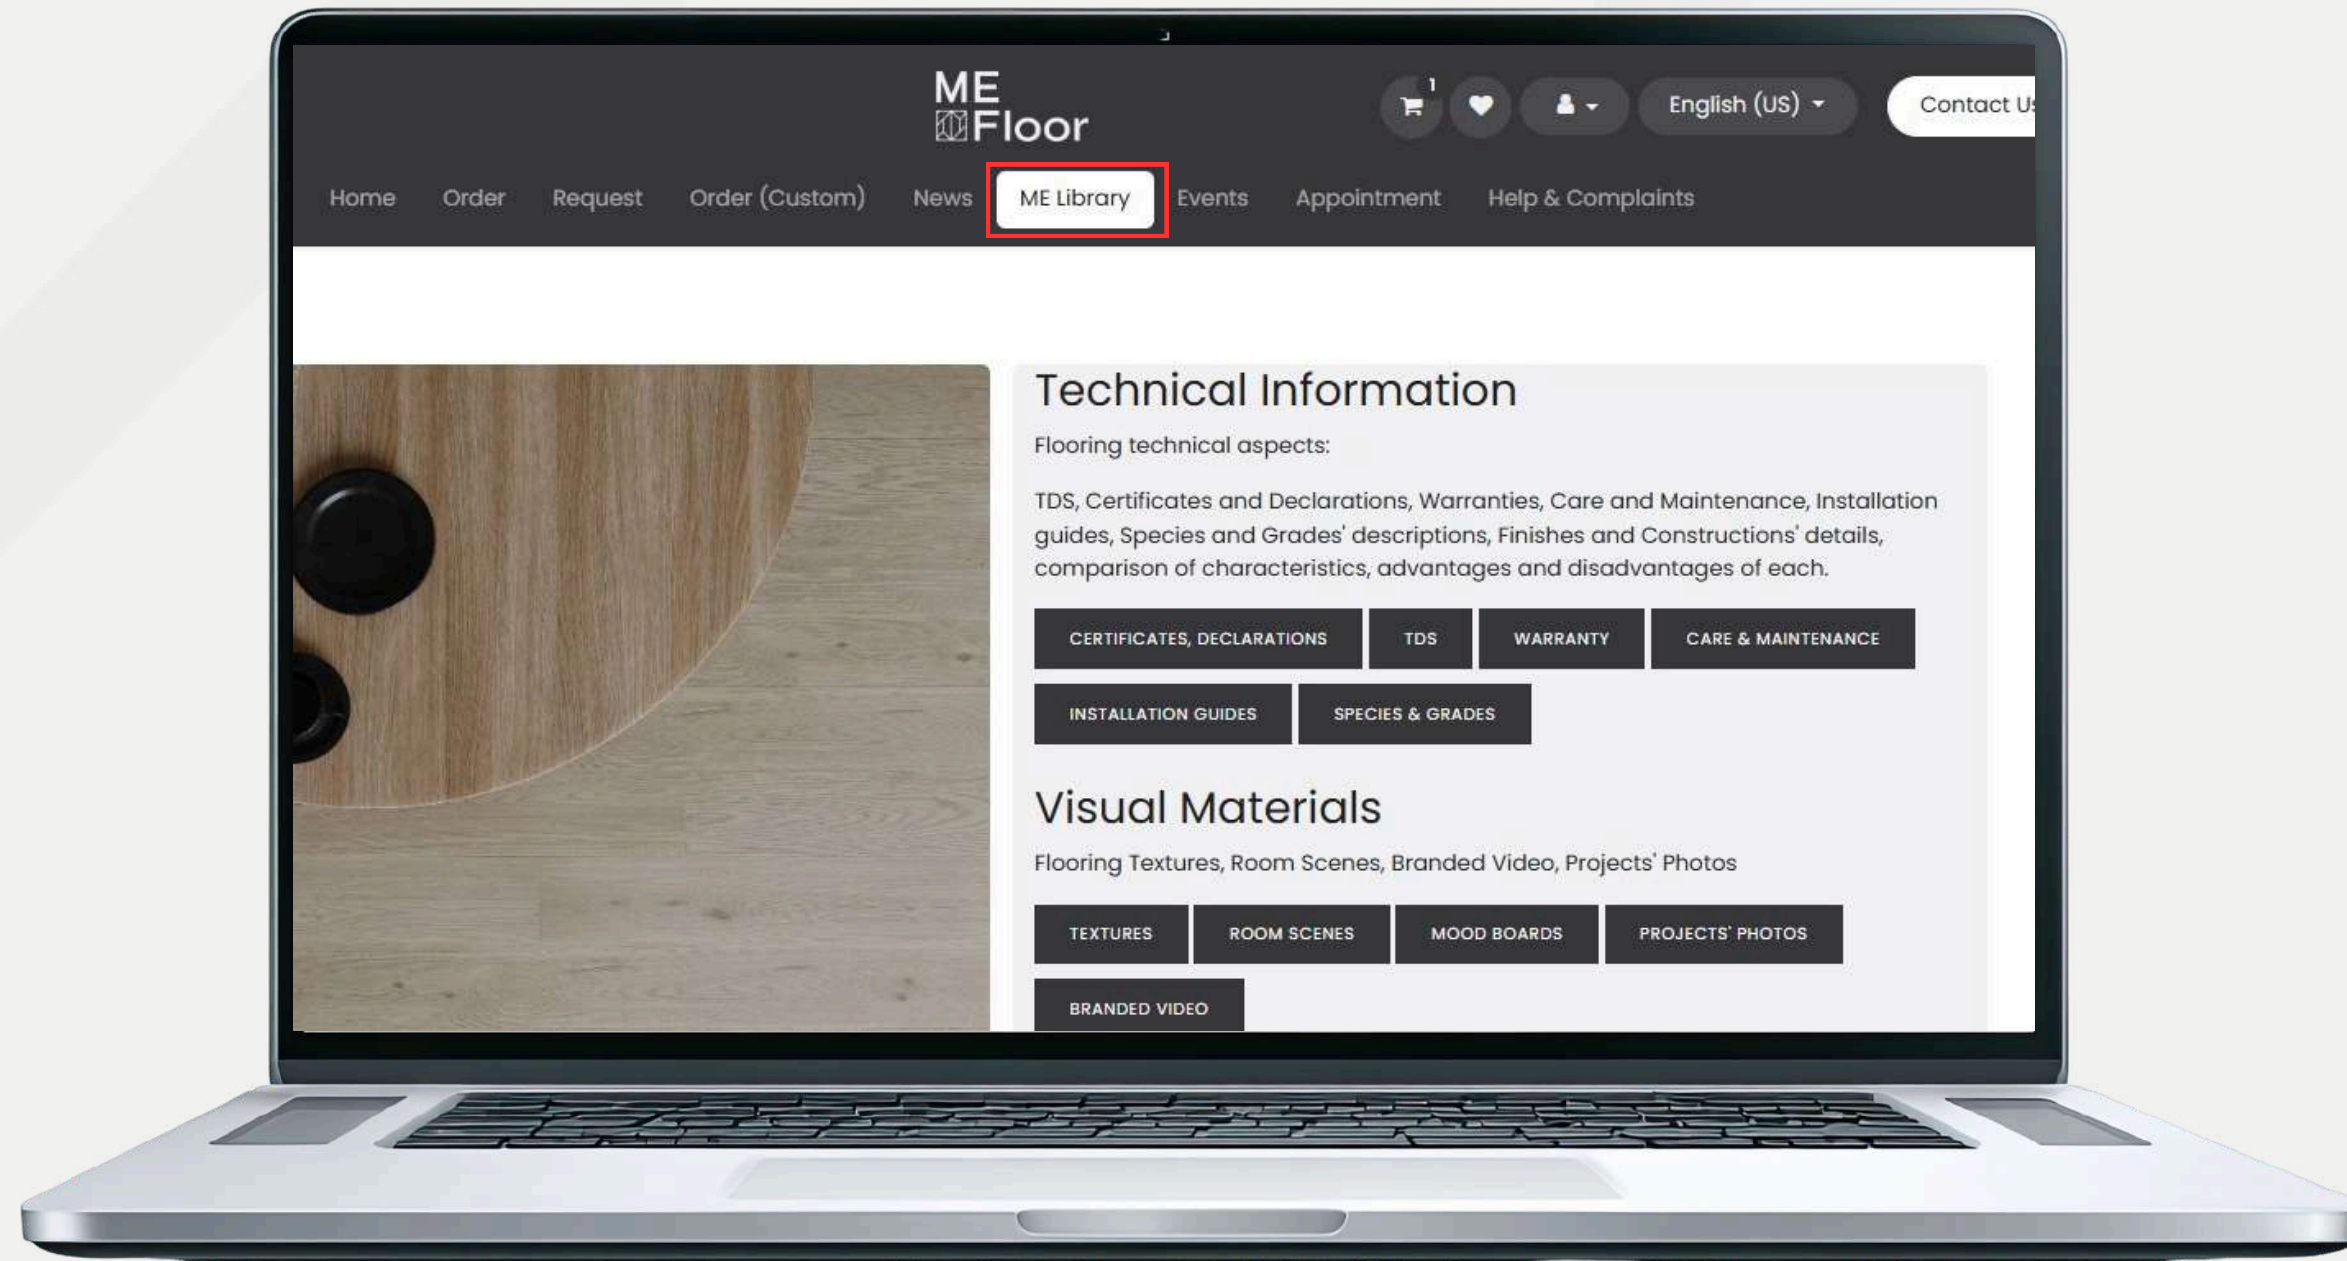 ME
Floor
1
English (US)
Contact Us
Home Order Request Order (Custom) News ME Library Events Appointment Help & Complaints
Technical Information
Flooring technical aspects:
TDS, Certificates and Declarations, Warranties, Care and Maintenance, Installation
guides, Species and Grades' descriptions, Finishes and Constructions' details,
comparison of characteristics, advantages and disadvantages of each.
CERTIFICATES, DECLARATIONS TDS WARRANTY CARE & MAINTENANCE
INSTALLATION GUIDES SPECIES & GRADES
Visual Materials
Flooring Textures, Room Scenes, Branded Video, Projects' Photos
TEXTURES ROOM SCENES MOOD BOARDS PROJECTS' PHOTOS
BRANDED VIDEO